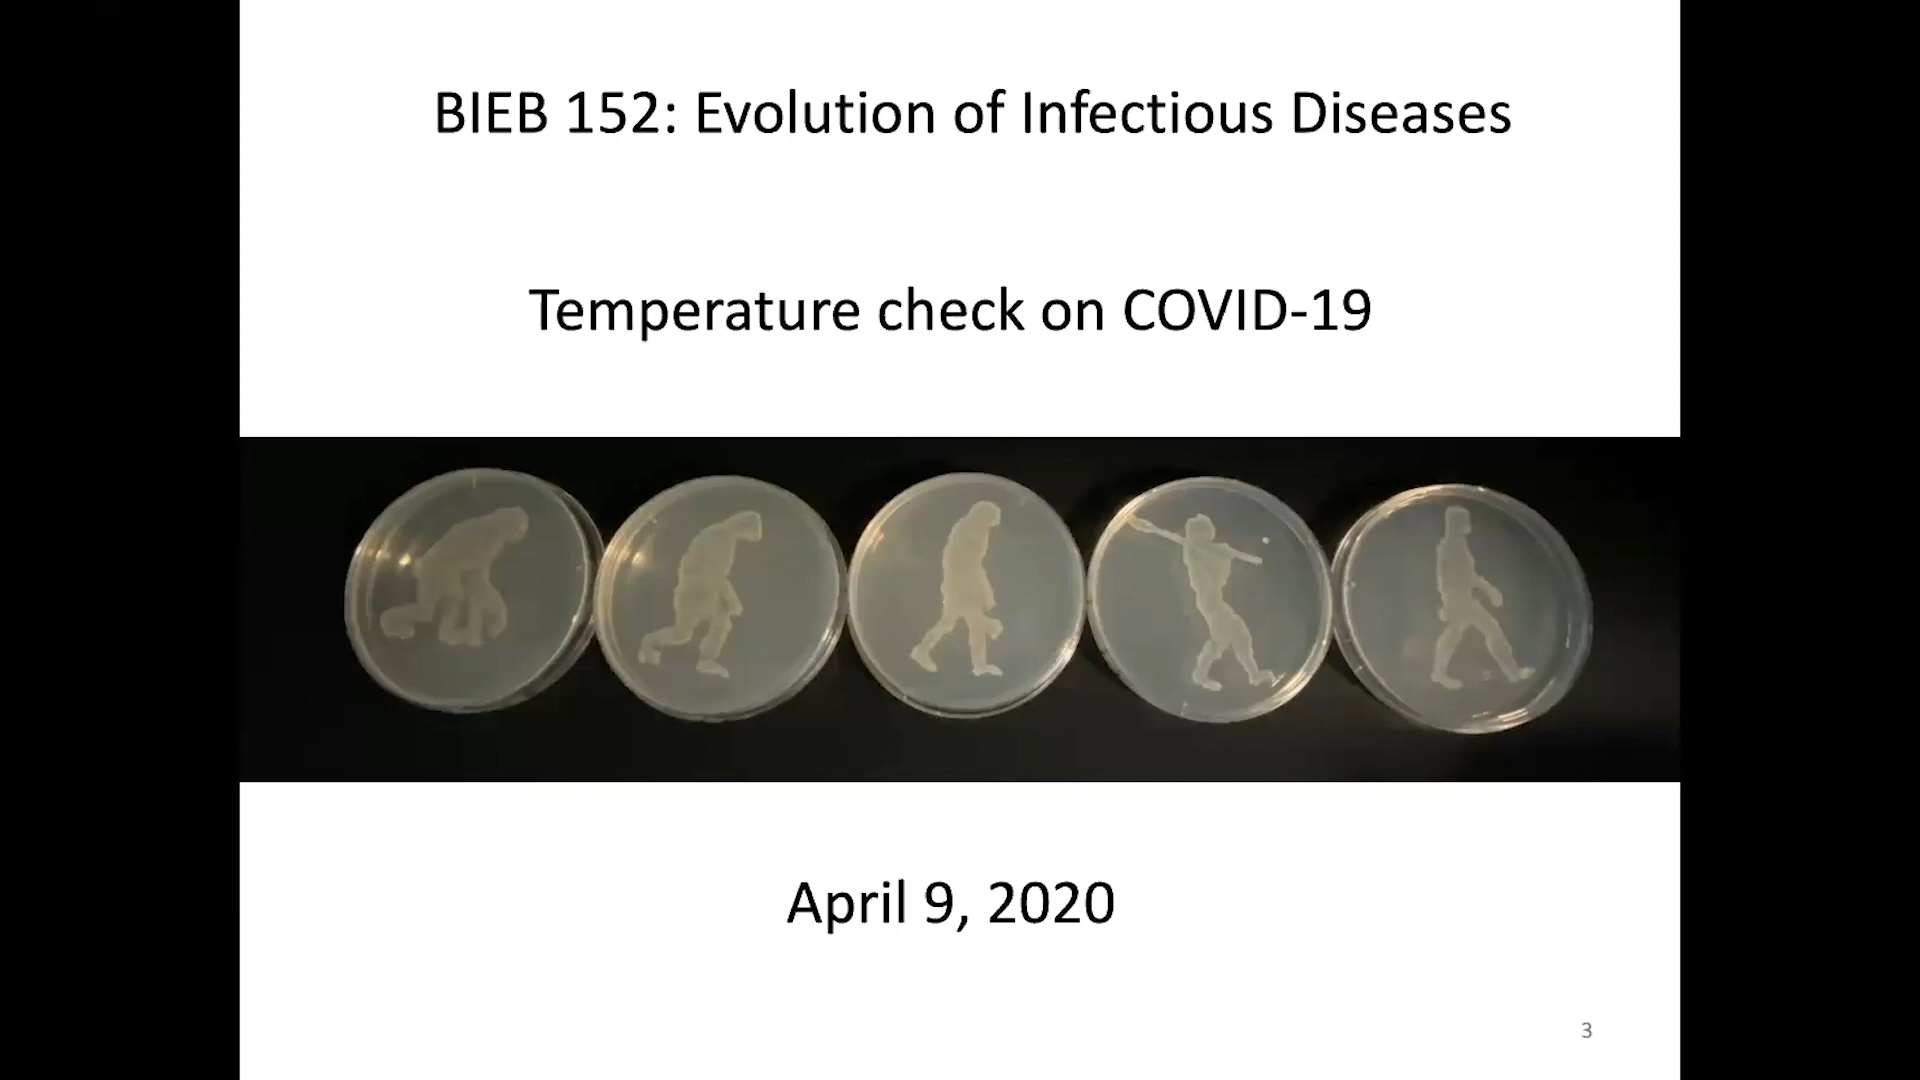 BIEB 152: Evolution of Infectious Diseases
Temperature check on COVID-19
April 9, 2020
3